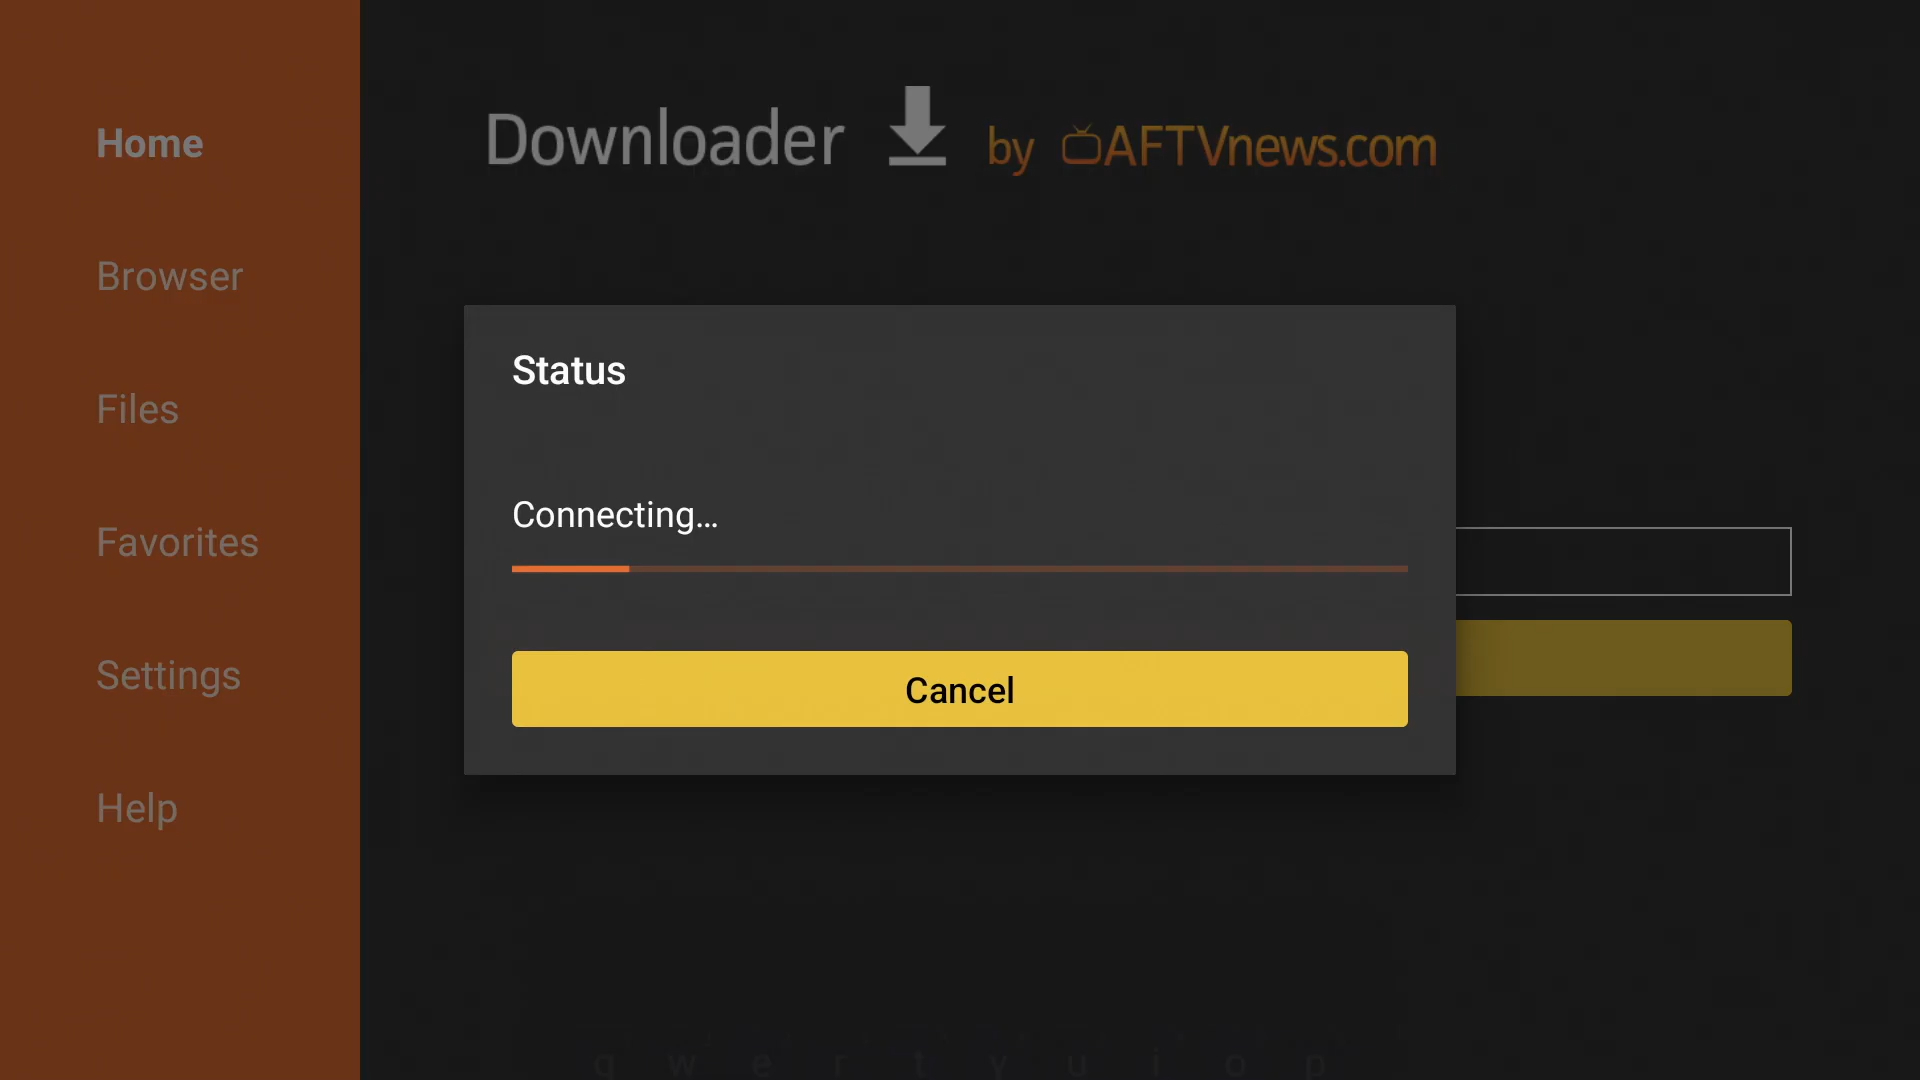 Home
Browser
Files
Favorites
Settings
Help
Downloader by AFTVnews.com
Status
Connecting...
Cancel
q w e r t y u i o p